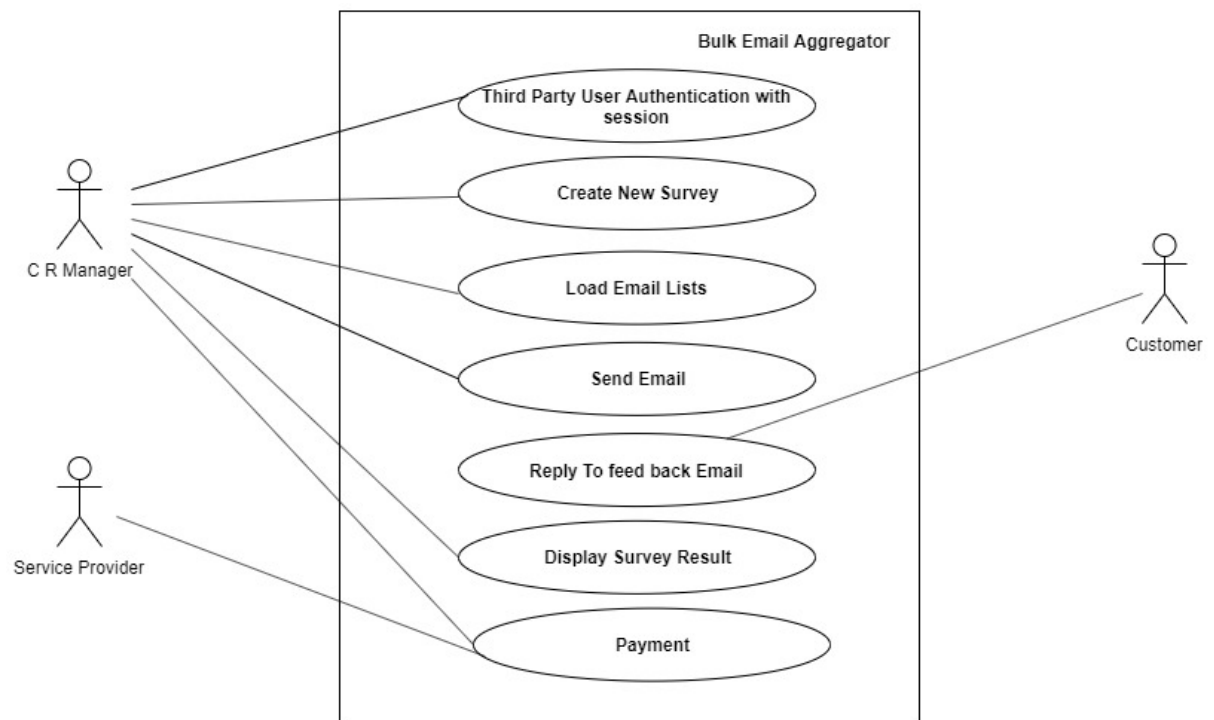 Bulk Email Aggregator
Third Party User Authentication with
session
Create New Survey
C R Manager
Load Email Lists
Customer
Send Email
Reply To feed back Email
Display Survey Result
Service Provider
Payment